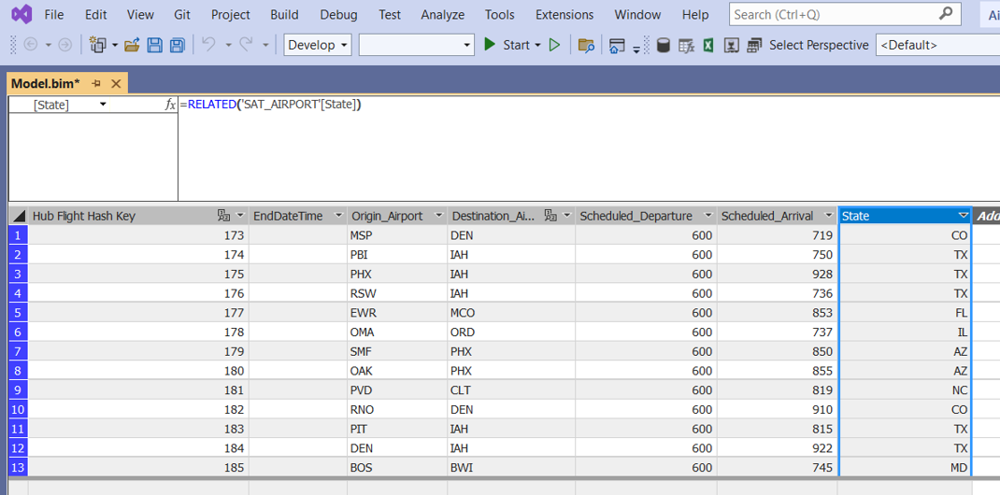 File Edit View Git Project Build Debug Test Analyze Tools Extensions Window Help Search (Ctrl+Q) Ai
Develop Start Select Perspective <Default>
Model.bim*
[State] fx =RELATED('SAT_AIRPORT'[State])
Hub Flight Hash Key EndDateTime Origin_Airport Destination_Ai... Scheduled_Departure Scheduled_Arrival State Add
1 173 MSP DEN 600 719 CO
2 174 PBI IAH 600 750 TX
3 175 PHX IAH 600 928 TX
4 176 RSW IAH 600 736 TX
5 177 EWR MCO 600 853 FL
6 178 OMA ORD 600 737 IL
7 179 SMF PHX 600 850 AZ
8 180 OAK PHX 600 855 AZ
9 181 PVD CLT 600 819 NC
10 182 RNO DEN 600 910 CO
11 183 PIT IAH 600 815 TX
12 184 DEN IAH 600 922 TX
13 185 BOS BWI 600 745 MD